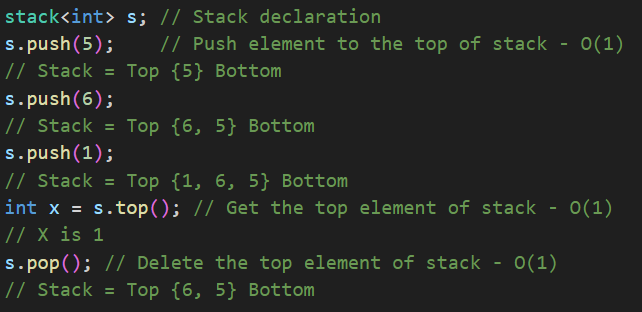 stack<int> s; // Stack declaration
s.push(5);    // Push element to the top of stack - O(1)
// Stack = Top {5} Bottom
s.push(6);
// Stack = Top {6, 5} Bottom
s.push(1);
// Stack = Top {1, 6, 5} Bottom
int x = s.top(); // Get the top element of stack - O(1)
// X is 1
s.pop(); // Delete the top element of stack - O(1)
// Stack = Top {6, 5} Bottom